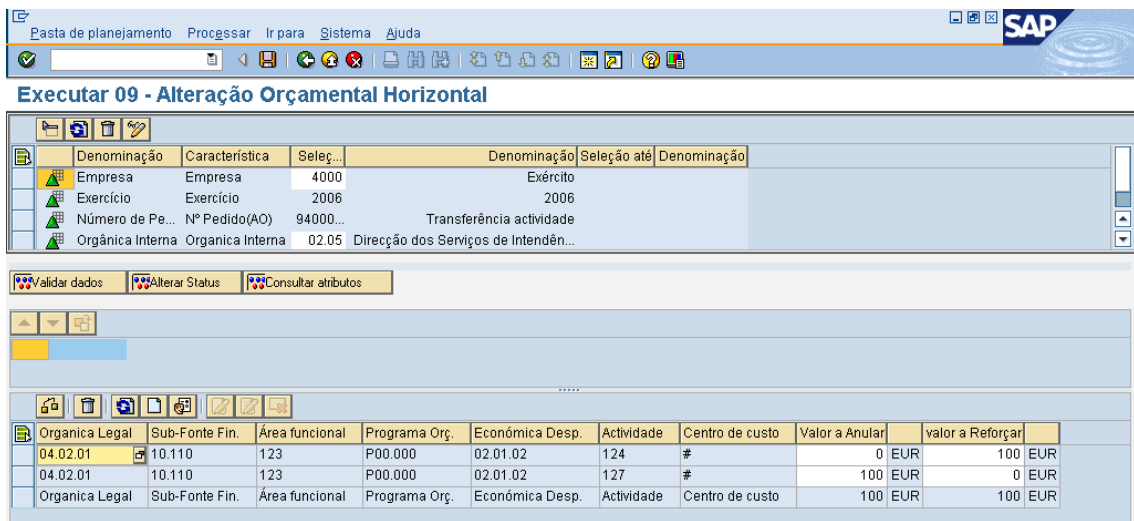 Pasta de planejamento Processar Ir para Sistema Ajuda
SAP
Executar 09 - Alteração Orçamental Horizontal
Denominação Característica Seleç... Denominação Seleção até Denominação
Empresa Empresa 4000 Exército
Exercício Exercício 2006 2006
Número de Pe... Nº Pedido(AO) 94000... Transferência actividade
Orgânica Interna Organica Interna 02.05 Direcção dos Serviços de Intendên...
Validar dados Alterar Status Consultar atributos
Organica Legal Sub-Fonte Fin. Área funcional Programa Orç. Económica Desp. Actividade Centro de custo Valor a Anular valor a Reforçar
04.02.01 10.110 123 P00.000 02.01.02 124 # 0 EUR 100 EUR
04.02.01 10.110 123 P00.000 02.01.02 127 # 100 EUR 0 EUR
Organica Legal Sub-Fonte Fin. Área funcional Programa Orç. Económica Desp. Actividade Centro de custo 100 EUR 100 EUR